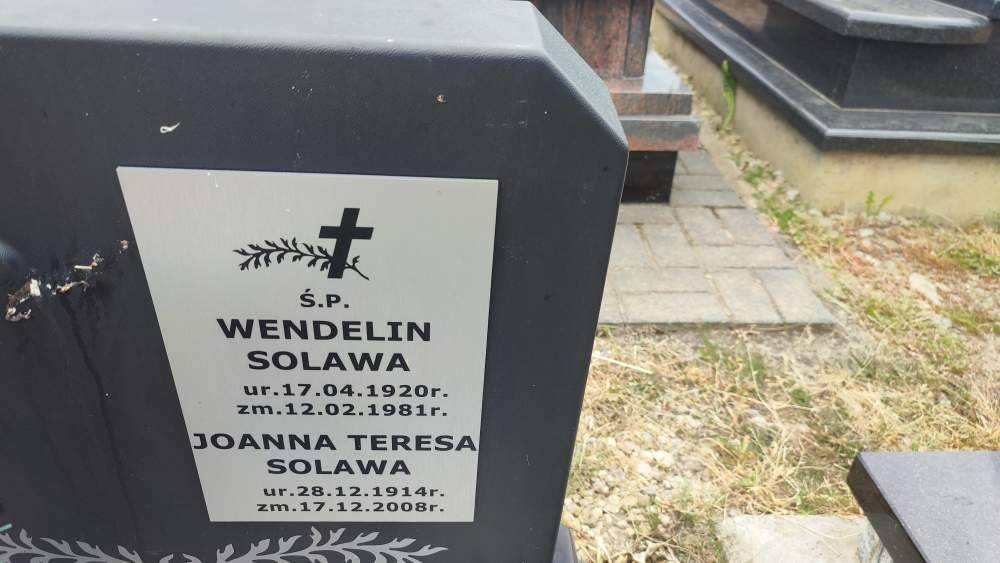 Ś.P.
WENDELIN
SOLAWA
ur.17.04.1920r.
zm.12.02.1981r.
JOANNA TERESA
SOLAWA
ur.28.12.1914r.
zm.17.12.2008r.